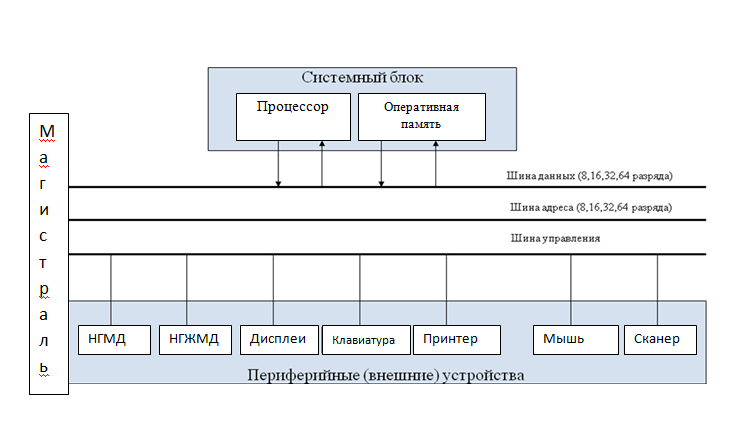 Системный блок
Процессор
Оперативная
память
Магистраль
Шина данных (8,16,32,64 разряда)
Шина адреса (8,16,32,64 разряда)
Шина управления
НГМД
НГЖМД
Дисплеи
Клавиатура
Принтер
Мышь
Сканер
Периферийные (внешние) устройства